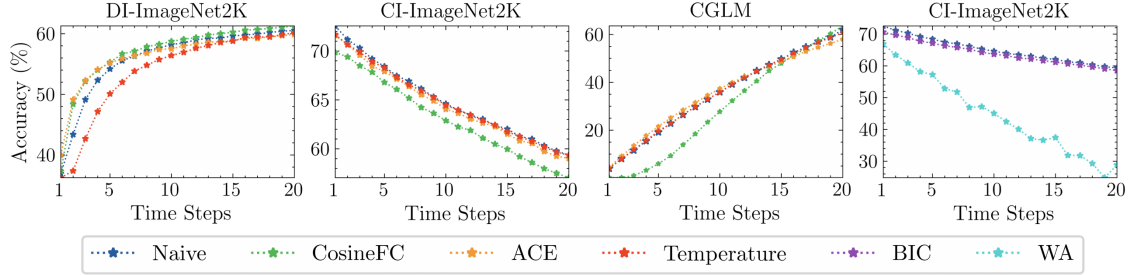 DI-ImageNet2K CI-ImageNet2K CGLM CI-ImageNet2K
Accuracy (%)
60
50
40
1 5 10 15 20
Time Steps
70
65
60
1 5 10 15 20
Time Steps
60
40
20
1 5 10 15 20
Time Steps
70
60
50
40
30
1 5 10 15 20
Time Steps
Naive CosineFC ACE Temperature BIC WA